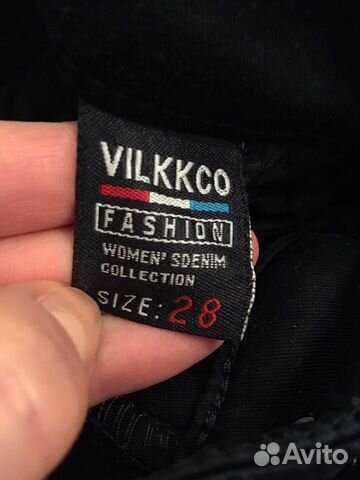 VILKKCO
FASHION
WOMEN' SDENIM
COLLECTION
SIZE: 28
Avito